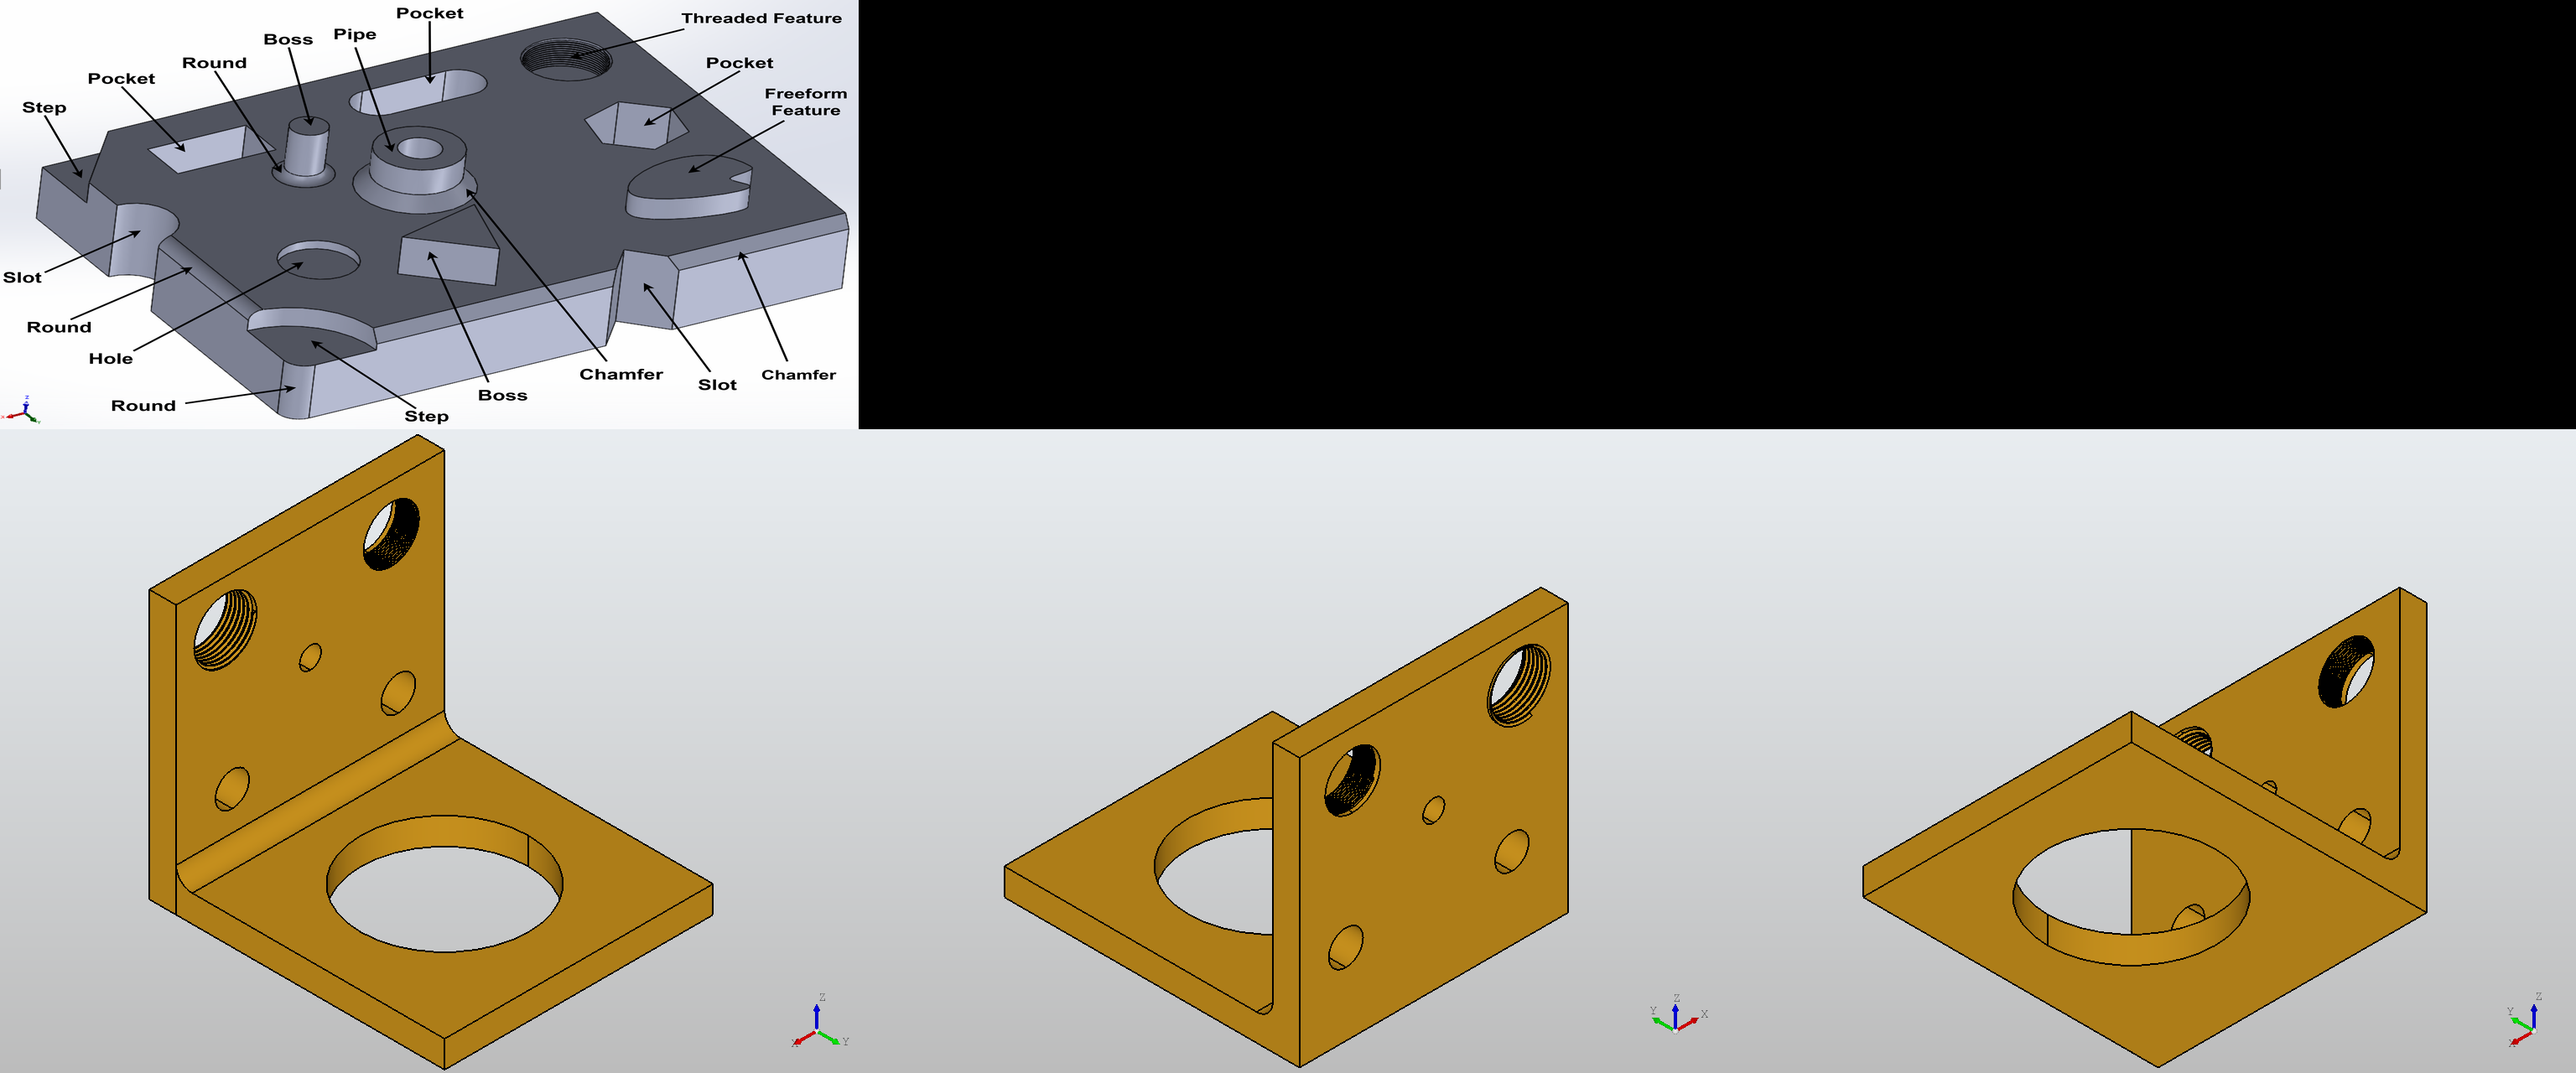 Pocket
Threaded Feature
Boss
Pipe
Round
Pocket
Pocket
Step
Freeform
Feature
Slot
Round
Hole
Chamfer
Slot
Chamfer
Boss
Round
Step
Z
X
Y
Y
Z
X
Z
Y
X